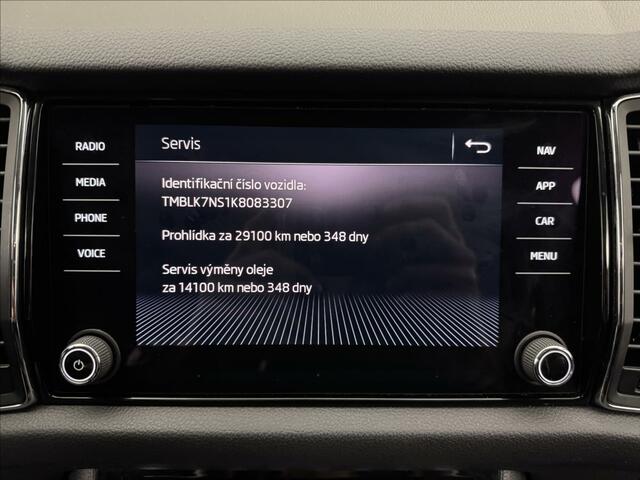 Servis
RADIO
MEDIA
PHONE
VOICE
Identifikační číslo vozidla:
TMBLK7NS1K8083307
Prohlídka za 29100 km nebo 348 dny
Servis výměny oleje
za 14100 km nebo 348 dny
NAV
APP
CAR
MENU